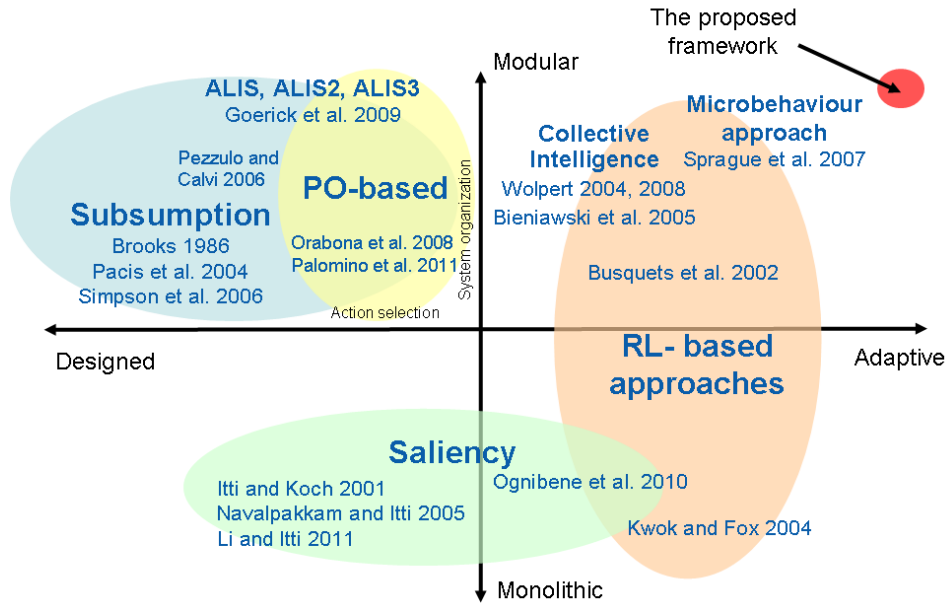 The proposed
framework
Modular
ALIS, ALIS2, ALIS3
Goerick et al. 2009
Microbehaviour
approach
Sprague et al. 2007
Collective
Intelligence
Wolpert 2004, 2008
Bieniawski et al. 2005
Pezzulo and
Calvi 2006
PO-based
Subsumption
Brooks 1986
Pacis et al. 2004
Simpson et al. 2006
Orabona et al. 2008
Palomino et al. 2011
System organization
Busquets et al. 2002
Action selection
Designed
RL- based
approaches
Adaptive
Saliency
Itti and Koch 2001
Navalpakkam and Itti 2005
Li and Itti 2011
Ognibene et al. 2010
Kwok and Fox 2004
Monolithic